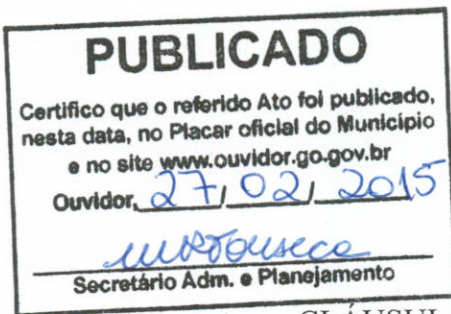 PUBLICADO
Certifico que o referido Ato foi publicado,
nesta data, no Placar oficial do Município
e no site www.ouvidor.go.gov.br
Ouvidor, 27/ 02/ 2015
Secretário Adm. e Planejamento
CLÁUSUL